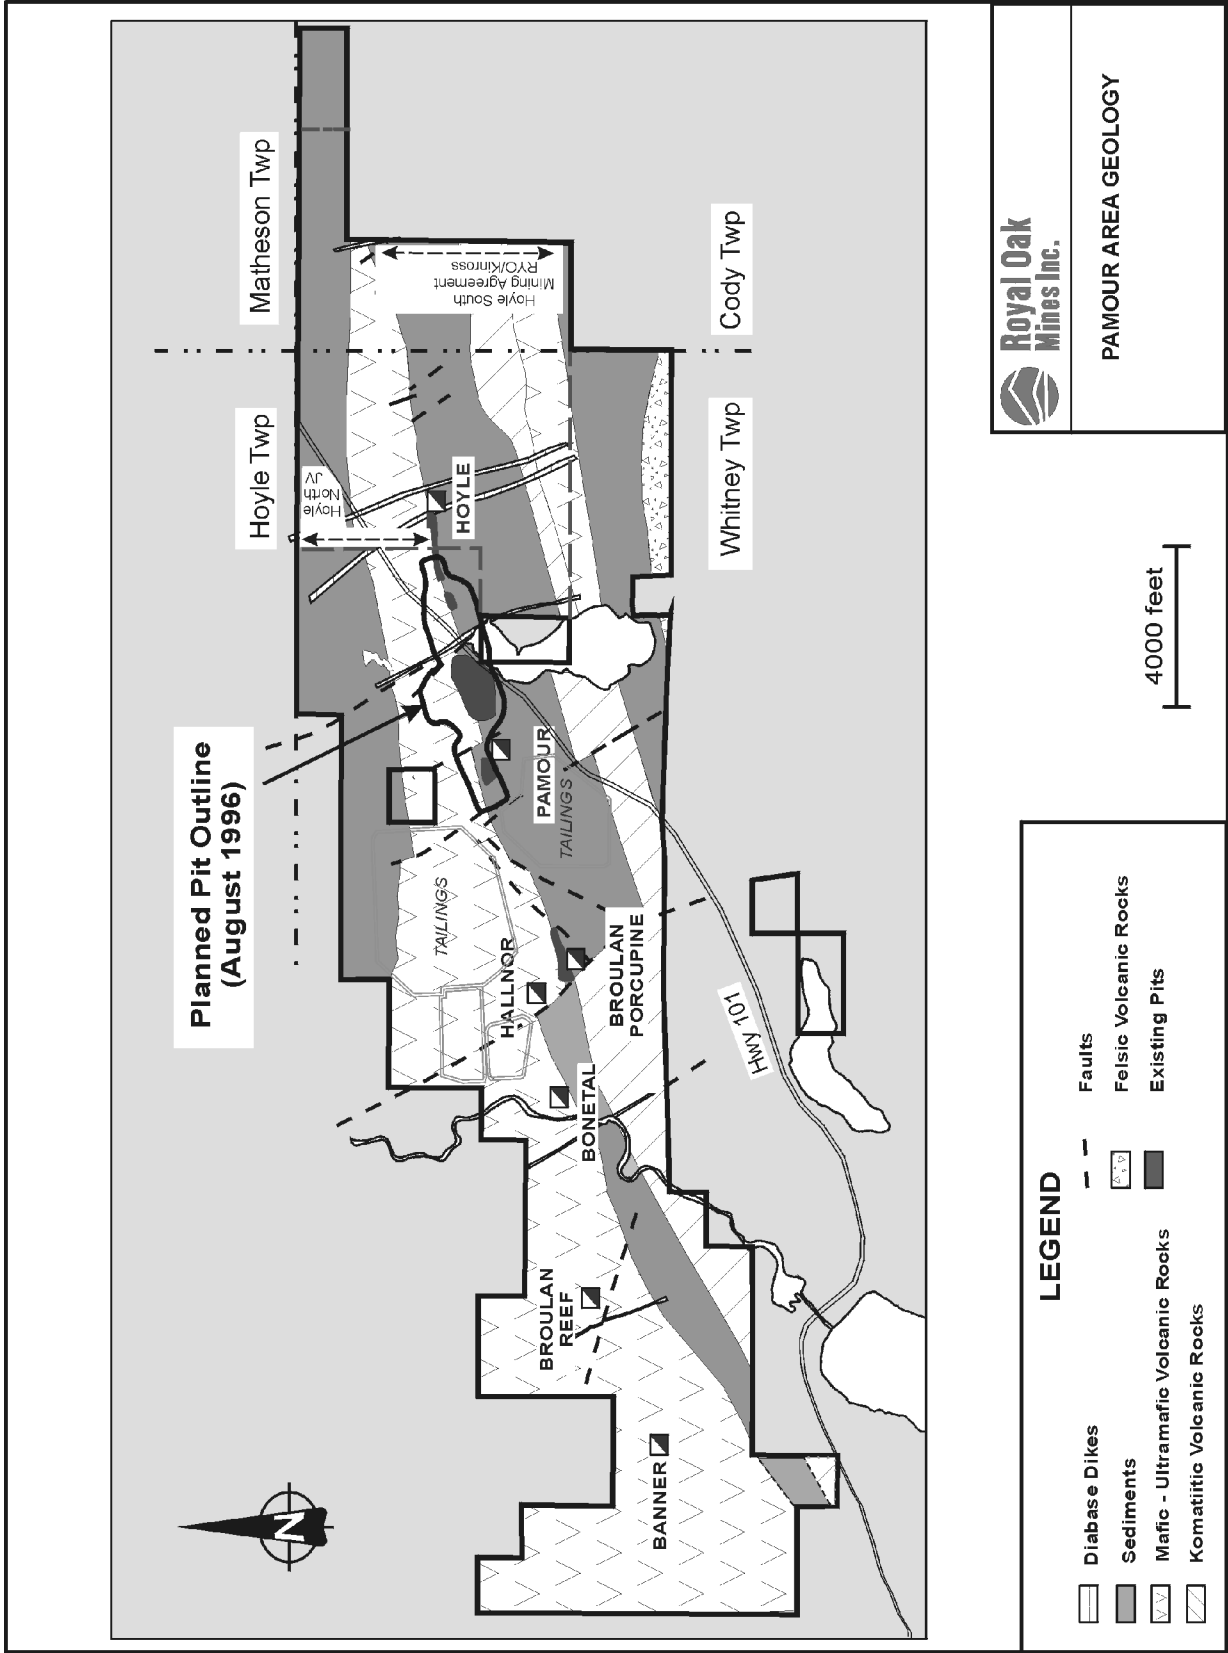 Matheson Twp
Hoyle Twp
Cody Twp
Whitney Twp
Hoyle South
Mining Agreement
RYO/Kinross
Hoyle
North
JV
HOYLE
Planned Pit Outline
(August 1996)
PAMOUR
TAILINGS
TAILINGS
HALLNOR
BROULAN
PORCUPINE
BONETAL
BROULAN
REEF
BANNER
Hwy 101
N
4000 feet
LEGEND
Diabase Dikes
Sediments
Mafic - Ultramafic Volcanic Rocks
Komatiitic Volcanic Rocks
Faults
Felsic Volcanic Rocks
Existing Pits
Royal Oak
Mines Inc.
PAMOUR AREA GEOLOGY